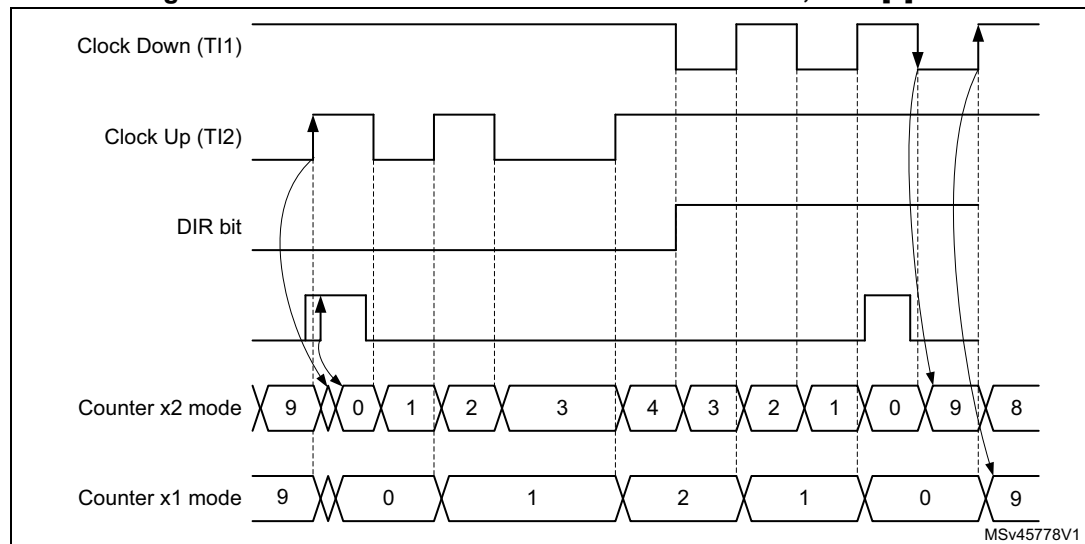 Clock Down (TI1)
Clock Up (TI2)
DIR bit
Counter x2 mode 9 0 1 2 3 4 3 2 1 0 9 8
Counter x1 mode 9 0 1 2 1 0 9
MSv45778V1